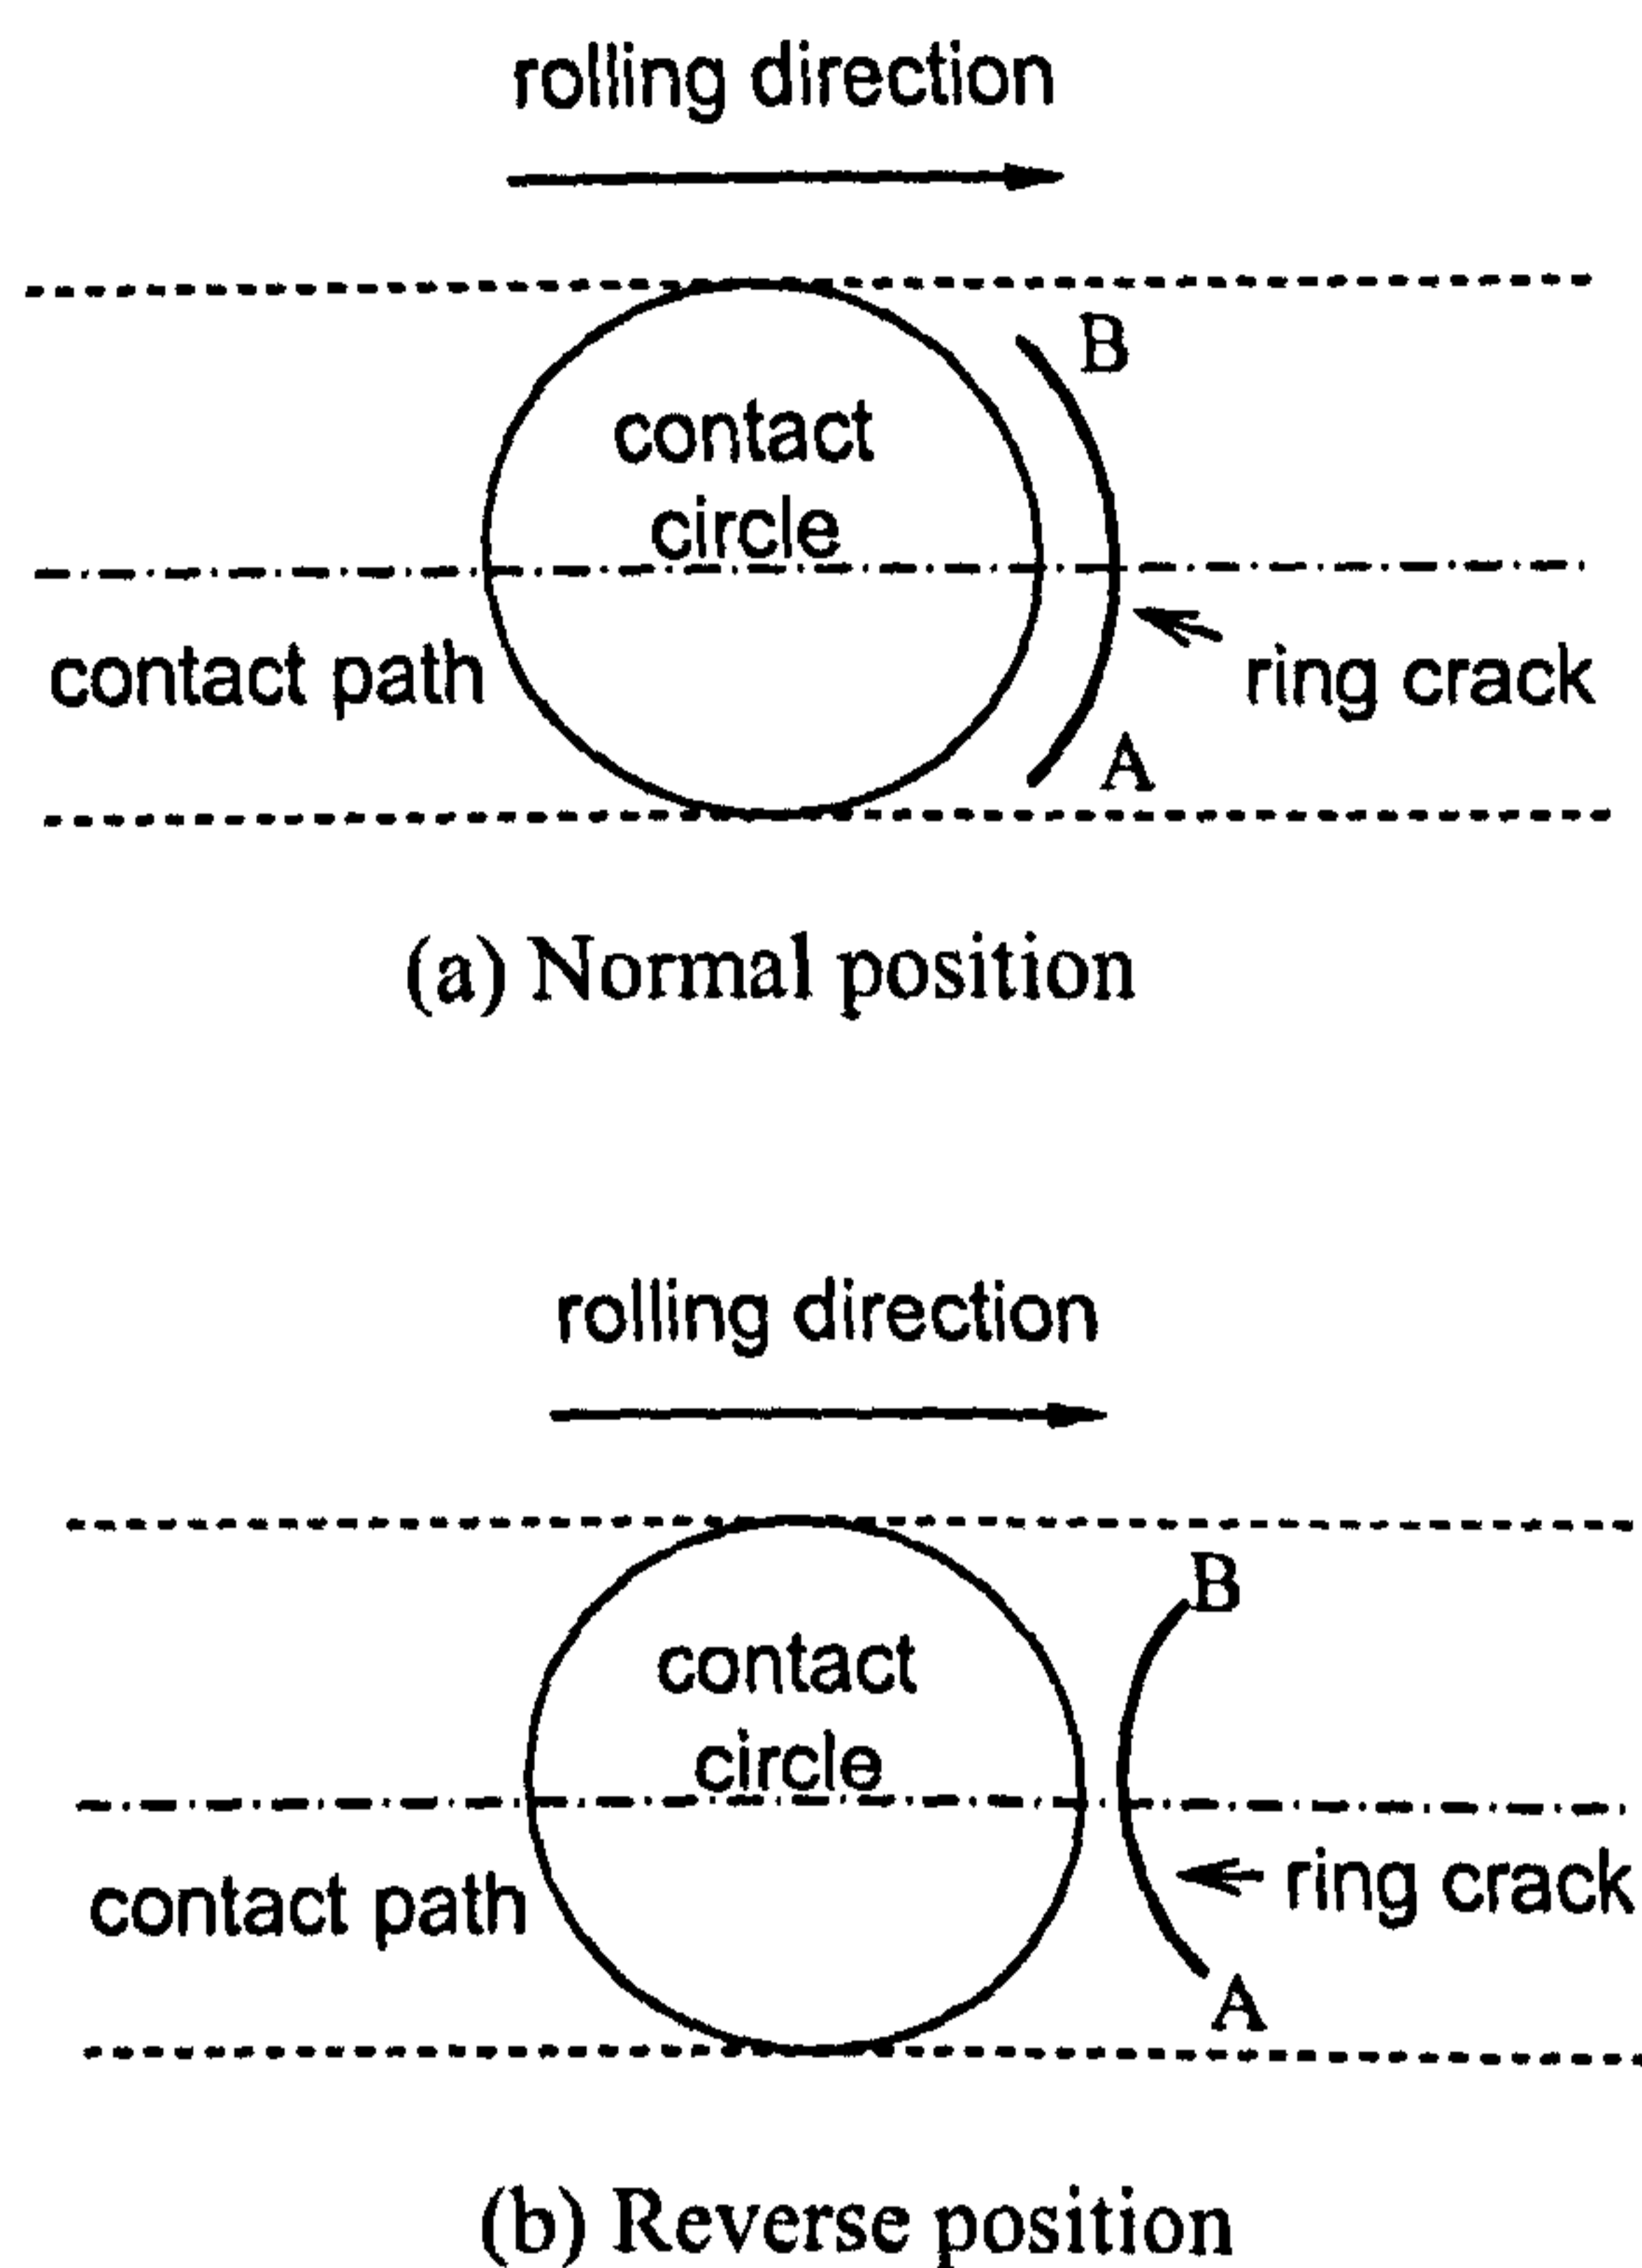 rolling direction
B
contact
circle
contact path
ring crack
A
(a) Normal position
rolling direction
B
contact
circle
ring crack
contact path
A
(b) Reverse position